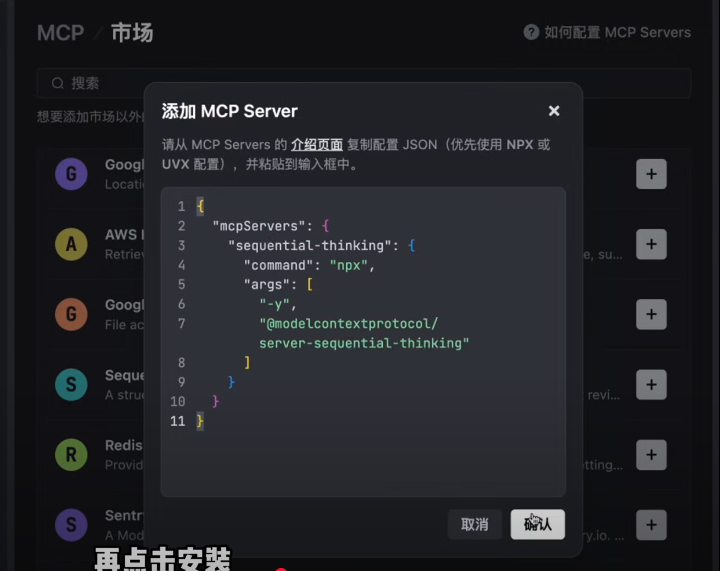 MCP / 市场
如何配置 MCP Servers
搜索
想要添加市场以外
添加 MCP Server
请从 MCP Servers 的 介绍页面 复制配置 JSON（优先使用 NPX 或
UVX 配置），并粘贴到输入框中。
1 {
2 "mcpServers": {
3 "sequential-thinking": {
4 "command": "npx",
5 "args": [
6 "-y",
7 "@modelcontextprotocol/
server-sequential-thinking"
8 ]
9 }
10 }
11 }
G
Googl
Locati
A
AWS
Retrie
e, su...
G
Googl
File ac
S
Seque
A stru
revi...
R
Redis
Provid
etting...
S
Sentr
A Mod
ry.io. ...
取消
确认
再点击安装